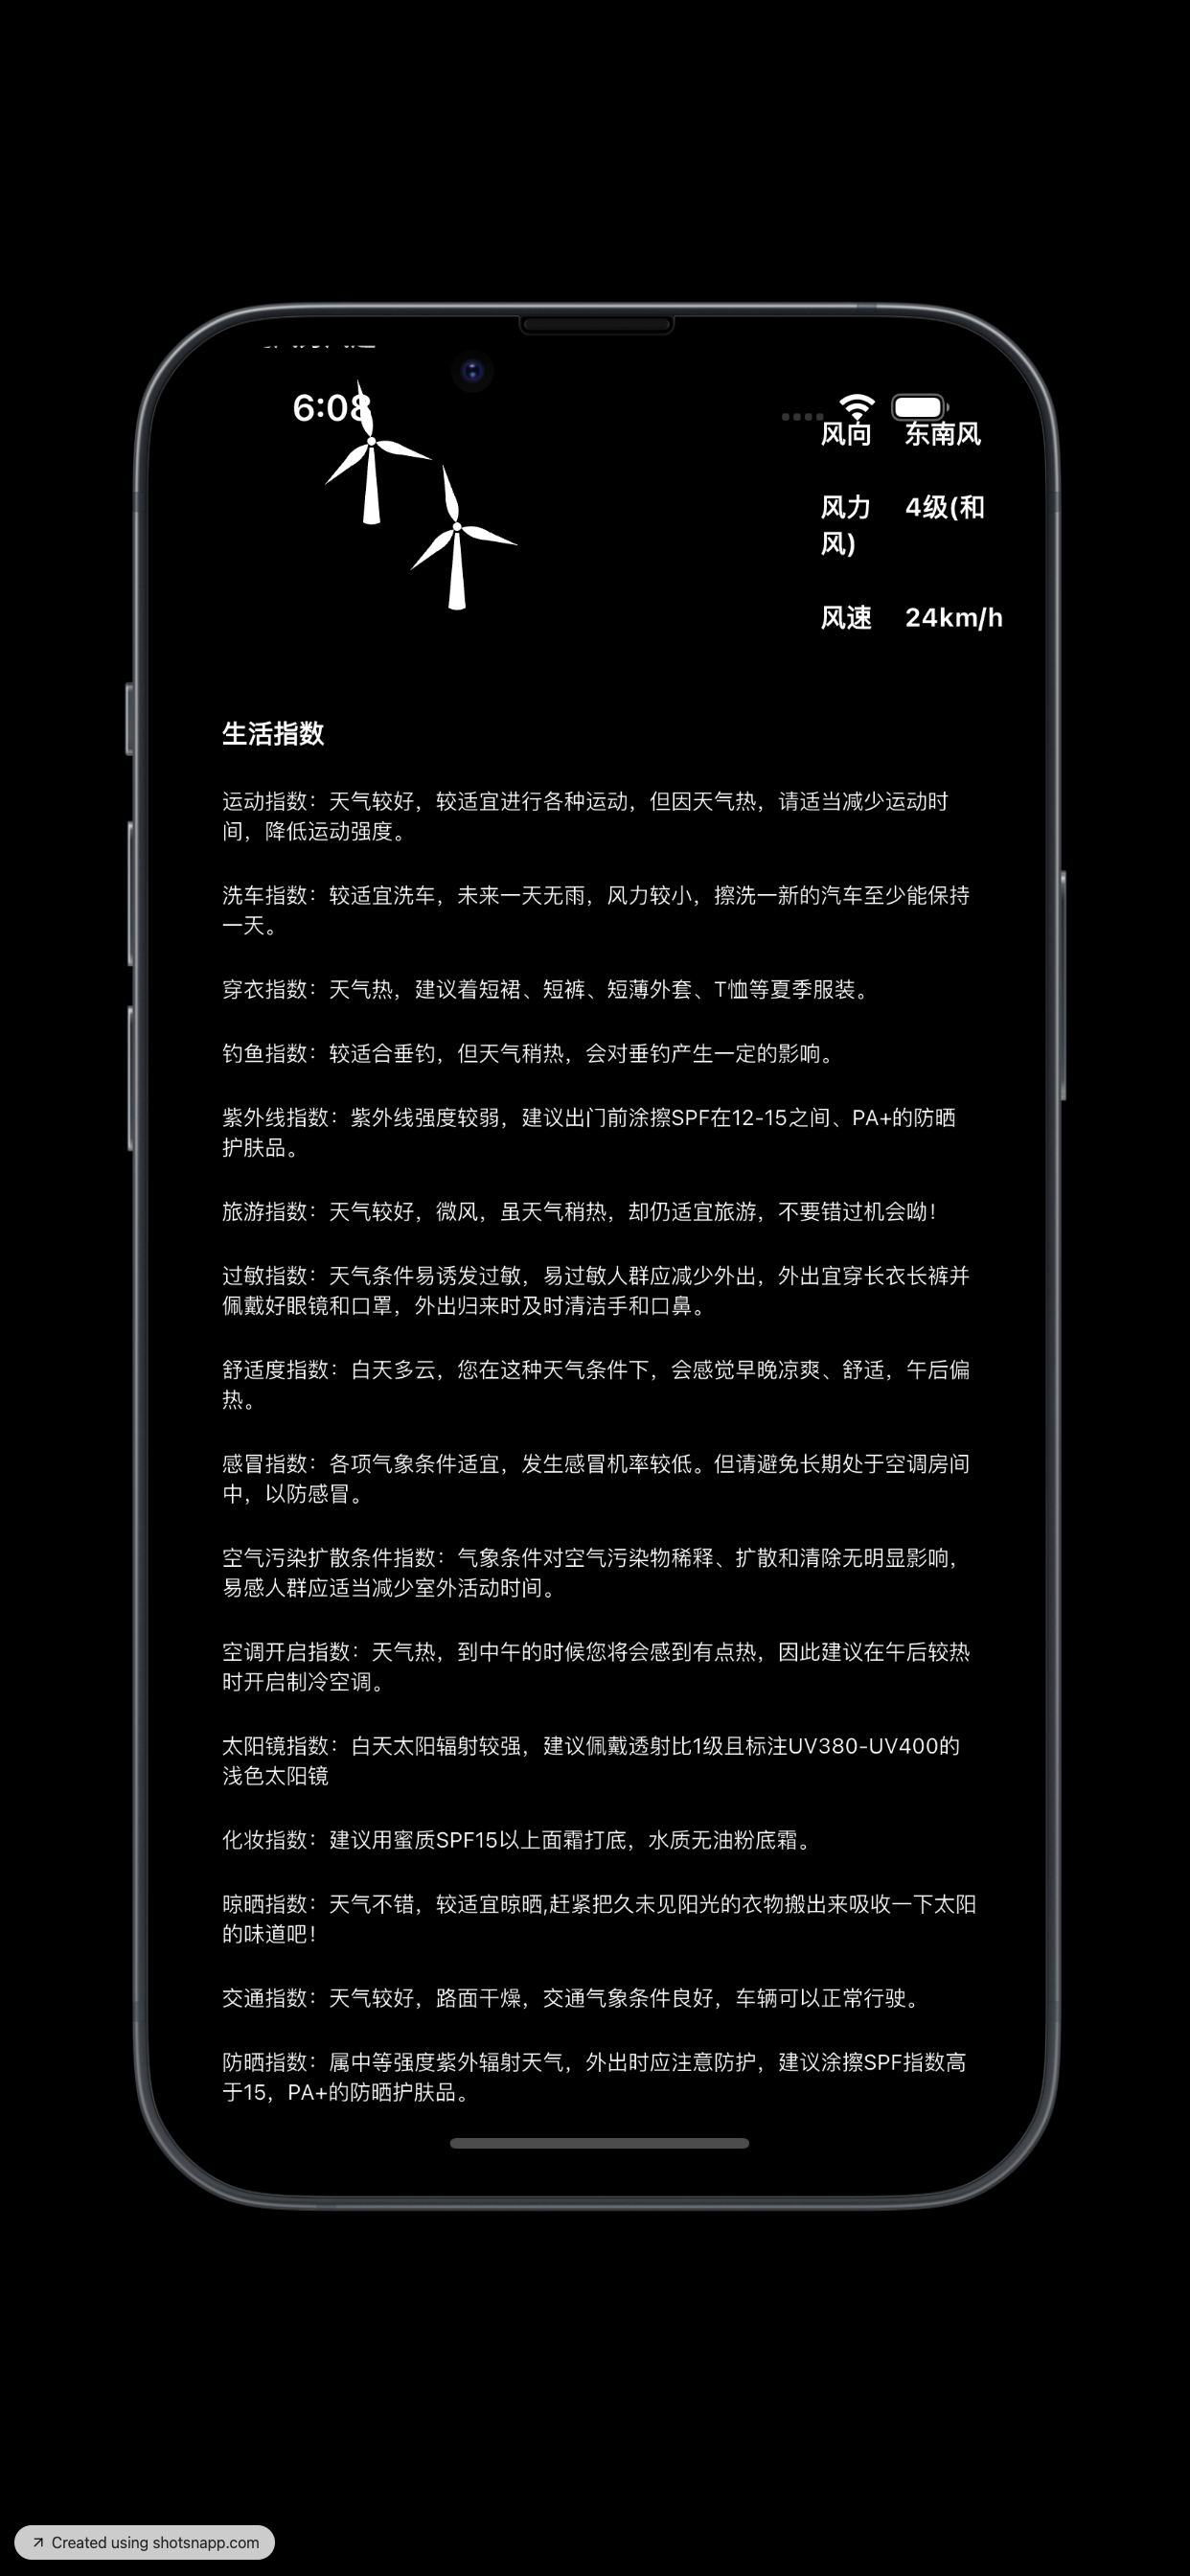 6:08
风向 东南风
风力 4级(和
风)
风速 24km/h
生活指数
运动指数：天气较好，较适宜进行各种运动，但因天气热，请适当减少运动时
间，降低运动强度。
洗车指数：较适宜洗车，未来一天无雨，风力较小，擦洗一新的汽车至少能保持
一天。
穿衣指数：天气热，建议着短裙、短裤、短薄外套、T恤等夏季服装。
钓鱼指数：较适合垂钓，但天气稍热，会对垂钓产生一定的影响。
紫外线指数：紫外线强度较弱，建议出门前涂擦SPF在12-15之间、PA+的防晒
护肤品。
旅游指数：天气较好，微风，虽天气稍热，却仍适宜旅游，不要错过机会呦！
过敏指数：天气条件易诱发过敏，易过敏人群应减少外出，外出宜穿长衣长裤并
佩戴好眼镜和口罩，外出归来时及时清洁手和口鼻。
舒适度指数：白天多云，您在这种天气条件下，会感觉早晚凉爽、舒适，午后偏
热。
感冒指数：各项气象条件适宜，发生感冒机率较低。但请避免长期处于空调房间
中，以防感冒。
空气污染扩散条件指数：气象条件对空气污染物稀释、扩散和清除无明显影响，
易感人群应适当减少室外活动时间。
空调开启指数：天气热，到中午的时候您将会感到有点热，因此建议在午后较热
时开启制冷空调。
太阳镜指数：白天太阳辐射较强，建议佩戴透射比1级且标注UV380-UV400的
浅色太阳镜
化妆指数：建议用蜜质SPF15以上面霜打底，水质无油粉底霜。
晾晒指数：天气不错，较适宜晾晒,赶紧把久未见阳光的衣物搬出来吸收一下太阳
的味道吧！
交通指数：天气较好，路面干燥，交通气象条件良好，车辆可以正常行驶。
防晒指数：属中等强度紫外辐射天气，外出时应注意防护，建议涂擦SPF指数高
于15，PA+的防晒护肤品。
Created using shotsnapp.com